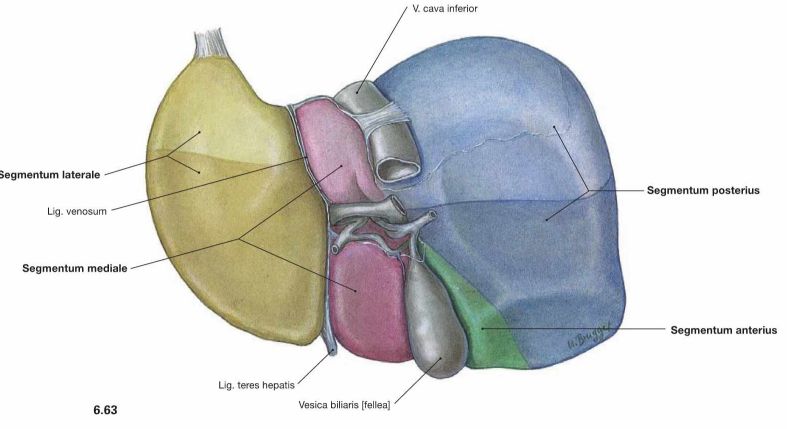 V. cava inferior
Segmentum laterale
Segmentum posterius
Lig. venosum
Segmentum mediale
Segmentum anterius
Lig. teres hepatis
Vesica biliaris [fellea]
6.63